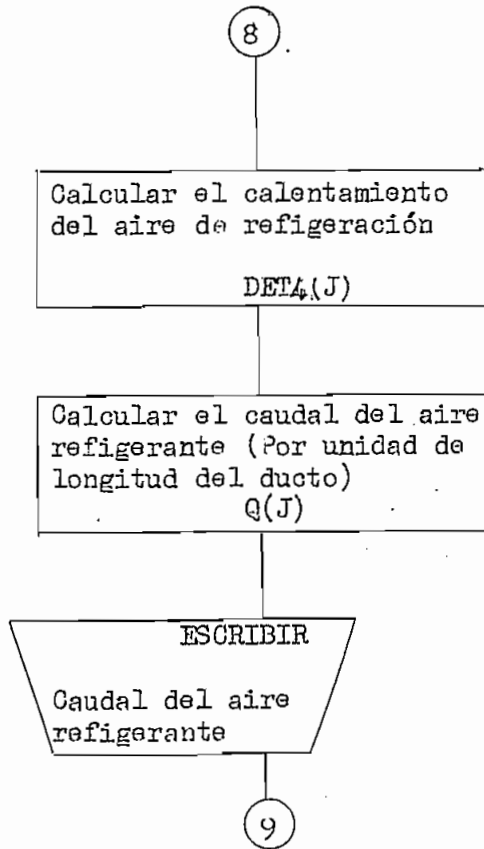 8
Calcular el calentamiento
del aire de refigeración
DETA(J)
Calcular el caudal del aire
refigerante (Por unidad de
longitud del ducto)
Q(J)
ESCRIBIR
Caudal del aire
refigerante
9